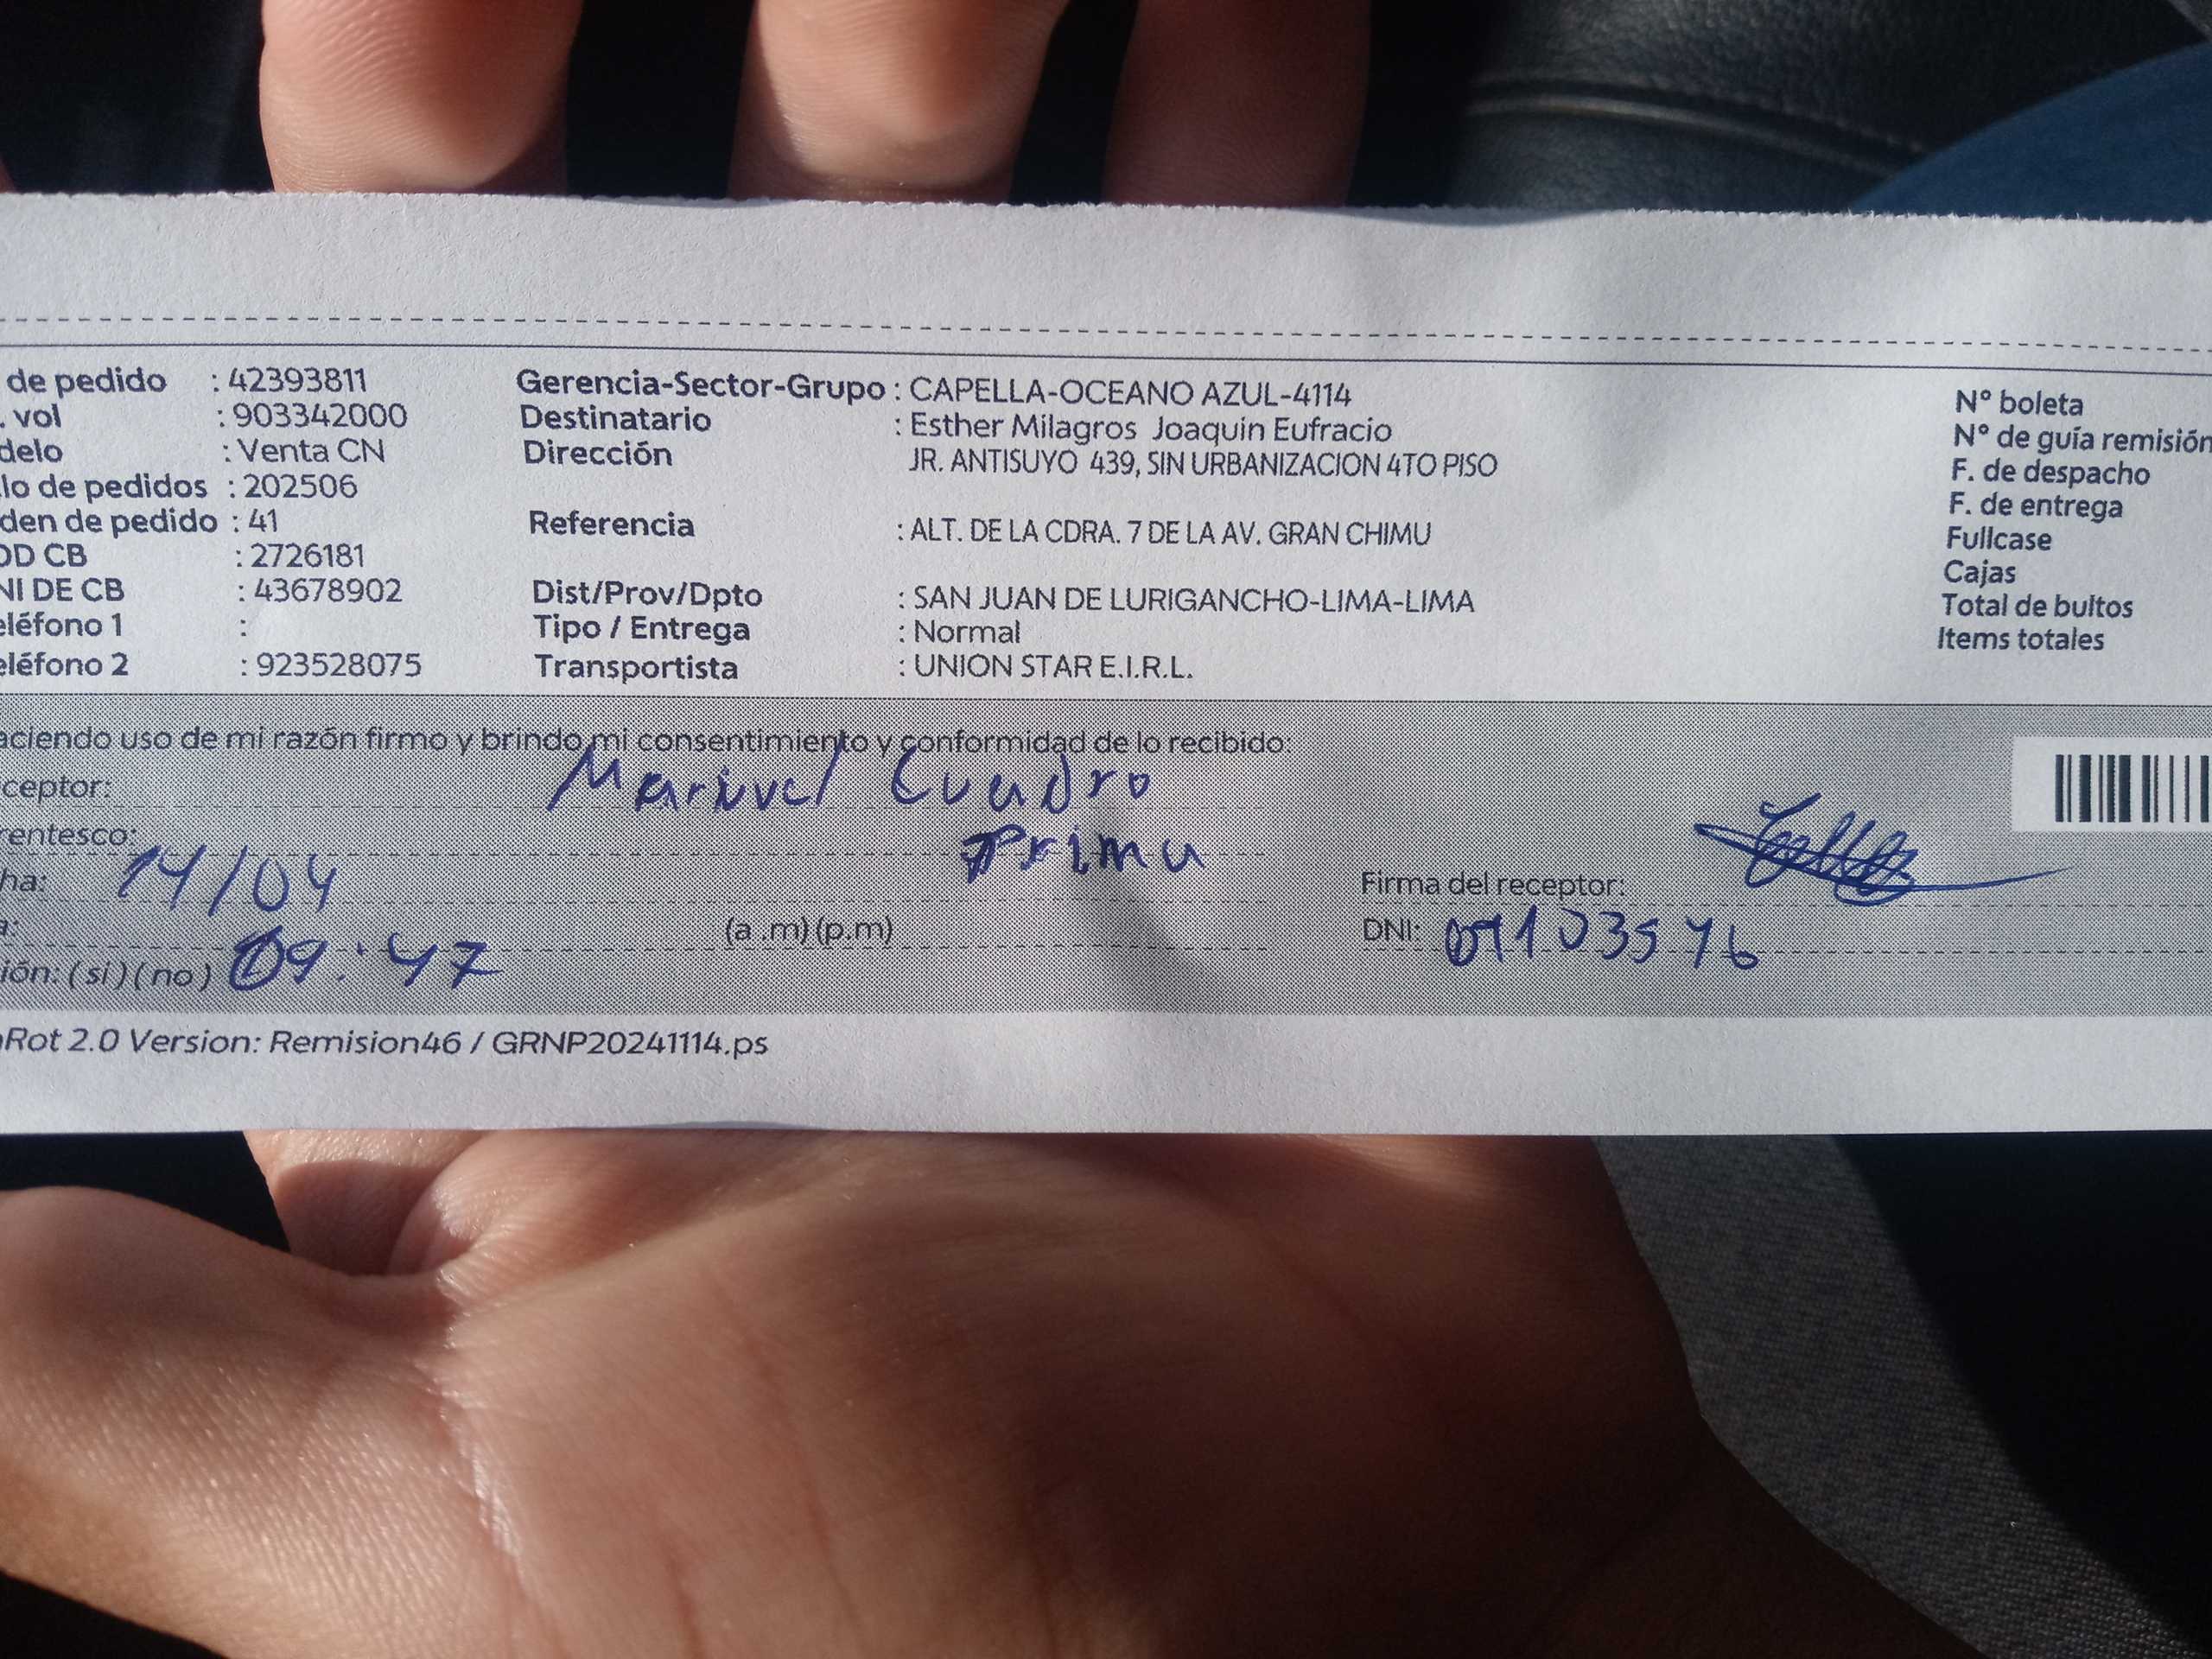 de pedido : 42393811 Gerencia-Sector-Grupo : CAPELLA-OCEANO AZUL-4114 N° boleta
. vol : 903342000 Destinatario : Esther Milagros Joaquin Eufracio N° de guía remisión
delo : Venta CN Dirección JR. ANTISUYO 439, SIN URBANIZACION 4TO PISO F. de despacho
lo de pedidos : 202506 F. de entrega
den de pedido : 41 Referencia : ALT. DE LA CDRA. 7 DE LA AV. GRAN CHIMU Fullcase
OD CB : 2726181 Cajas
NI DE CB : 43678902 Dist/Prov/Dpto : SAN JUAN DE LURIGANCHO-LIMA-LIMA Total de bultos
eléfono 1 : Tipo / Entrega : Normal Items totales
eléfono 2 : 923528075 Transportista : UNION STAR E.I.R.L.
aciendo uso de mi razón firmo y brindo mi consentimiento y conformidad de lo recibido:
ceptor: Marivel Cuadro
rentesco: Prima
ha: 14/04 Firma del receptor:
a: 09:47 (a .m) (p.m) DNI:
ión: (si) (no)
Rot 2.0 Version: Remision46 / GRNP20241114.ps